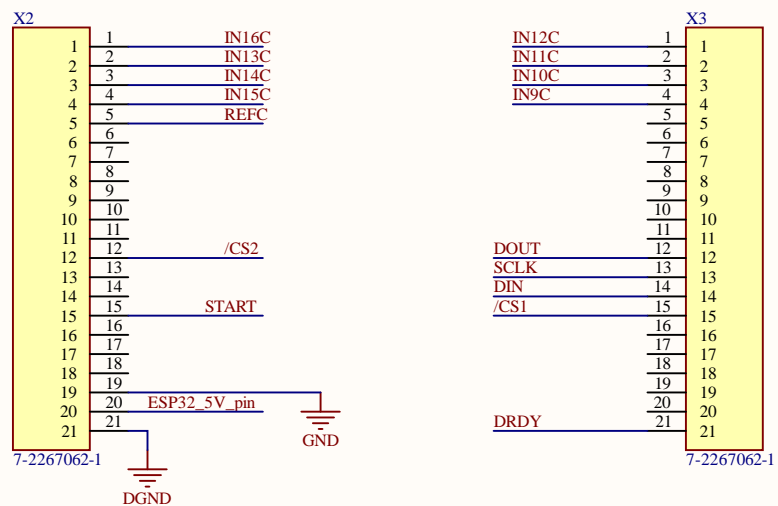 X2 X3
1 1 IN16C IN12C 1 1
2 2 IN13C IN11C 2 2
3 3 IN14C IN10C 3 3
4 4 IN15C IN9C 4 4
5 5 REFC 5 5
6 6 6 6
7 7 7 7
8 8 8 8
9 9 9 9
10 10 10 10
11 11 11 11
12 12 /CS2 DOUT 12 12
13 13 SCLK 13 13
14 14 DIN 14 14
15 15 START /CS1 15 15
16 16 16 16
17 17 17 17
18 18 18 18
19 19 19 19
20 20 ESP32_5V_pin 20 20
21 21 DRDY 21 21
GND
7-2267062-1 7-2267062-1
DGND